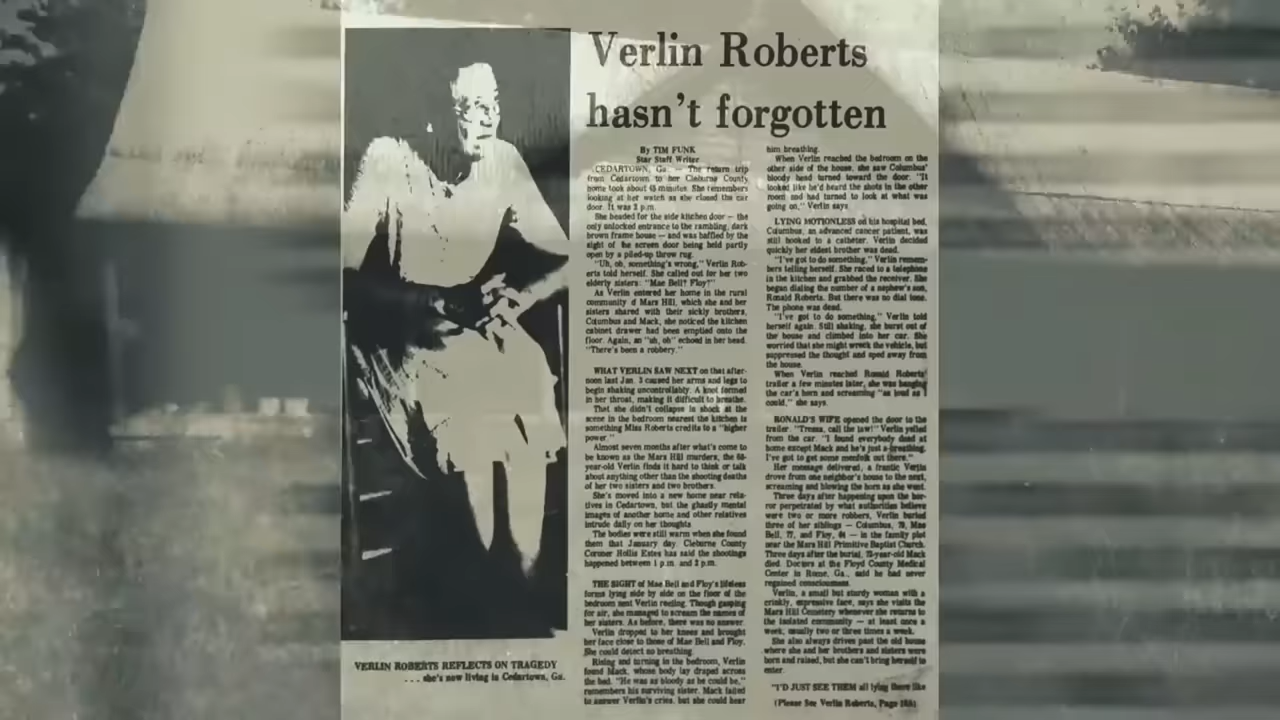 Verlin Roberts
hasn't forgotten
By TIM FUNK
Star Staff Writer
CEDARTOWN, Ga. — The return trip
from Cedartown to her Cleburne County
home took about 45 minutes. She remembers
looking at her watch as she closed the car
door. It was 2 p.m.
She headed for the side kitchen door — the
only unlocked entrance to the rambling, dark
brown frame house — and was baffled by the
sight of the screen door being held partly
open by a piled-up throw rug.
"Uh, oh, something's wrong," Verlin Rob-
erts told herself. She called out for her two
elderly sisters: "Mae Bell? Floy?"
As Verlin entered her home in the rural
community of Mars Hill, which she and her
sisters shared with their sickly brothers,
Columbus and Mack, she noticed the kitchen
cabinet drawer had been emptied onto the
floor. Again, an "uh, oh" echoed in her head.
"There's been a robbery."
WHAT VERLIN SAW NEXT on that after-
noon last Jan. 3 caused her arms and legs to
begin shaking uncontrollably. A knot formed
in her throat, making it difficult to breathe.
That she didn't collapse in shock at the
scene in the bedroom nearest the kitchen is
something Miss Roberts credits to a "higher
power."
Almost seven months after what's come to
be known as the Mars Hill murders, the
year-old Verlin finds it hard to think or talk
about anything other than the shooting deaths
of her two sisters and two brothers.
She's moved into a new home near rela-
tives in Cedartown, but the ghastly mental
images of another home and other relatives
intrude daily on her thoughts
The bodies were still warm when she found
them that January day. Cleburne County
Coroner Hollis Estes has said the shootings
happened between 1 p.m. and 2 p.m.
THE SIGHT of Mae Bell and Floy's lifeless
forms lying side by side on the floor of the
bedroom sent Verlin reeling. Though gasping
for air, she managed to scream the names of
her sisters. As before, there was no answer.
Verlin dropped to her knees and brought
her face close to those of Mae Bell and Floy.
She could detect no breathing.
Rising and turning in the bedroom, Verlin
found Mack, whose body lay draped across
the bed. "He was as bloody as he could be,"
remembers his surviving sister. Mack failed
to answer Verlin's cries, but she could hear
him breathing.
When Verlin reached the bedroom on the
other side of the house, she saw Columbus'
bloody head turned toward the door. "It
looked like he'd heard the shots in the other
room and had turned to look at what was
going on," Verlin says.
LYING MOTIONLESS on his hospital bed,
Columbus, an advanced cancer patient, was
still hooked to a catheter. Verlin decided
quickly her eldest brother was dead.
"I've got to do something," Verlin remem-
bers telling herself. She raced to a telephone
in the kitchen and grabbed the receiver. She
began dialing the number of a nephew's son,
Ronald Roberts. But there was no dial tone.
The phone was dead.
"I've got to do something," Verlin told
herself again. Still shaking, she burst out of
the house and climbed into her car. She
worried that she might wreck the vehicle, but
suppressed the thought and sped away from
the house.
When Verlin reached Ronald Roberts'
trailer a few minutes later, she was banging
the car's horn and screaming "as loud as I
could," she says.
RONALD'S WIFE opened the door to the
trailer. "Tressa, call the law!" Verlin yelled
from the car. "I found everybody dead at
home except Mack and he's just a-breathing.
I've got to get some menfolk out there."
Her message delivered, a frantic Verlin
drove from one neighbor's house to the next,
screaming and blowing the horn as she went.
Three days after happening upon the hor-
ror perpetrated by what authorities believe
were two or more robbers, Verlin buried
three of her siblings — Columbus, 79, Mae
Bell, 77, and Floy, — in the family plot
near the Mars Hill Primitive Baptist Church.
Three days after the burial, -year-old Mack
died. Doctors at the Floyd County Medical
Center in Rome, Ga., said he had never
regained consciousness.
Verlin, a small but sturdy woman with a
crinkly, expressive face, says she visits the
Mars Hill Cemetery whenever she returns to
the isolated community — at least once a
week, usually two or three times a week.
She also always drives past the old house
where she and her brothers and sisters were
born and raised, but she can't bring herself to
enter.
"I'D JUST SEE THEM all lying there like
(Please See Verlin Roberts, Page
VERLIN ROBERTS REFLECTS ON TRAGEDY
. . . she's now living in Cedartown, Ga.